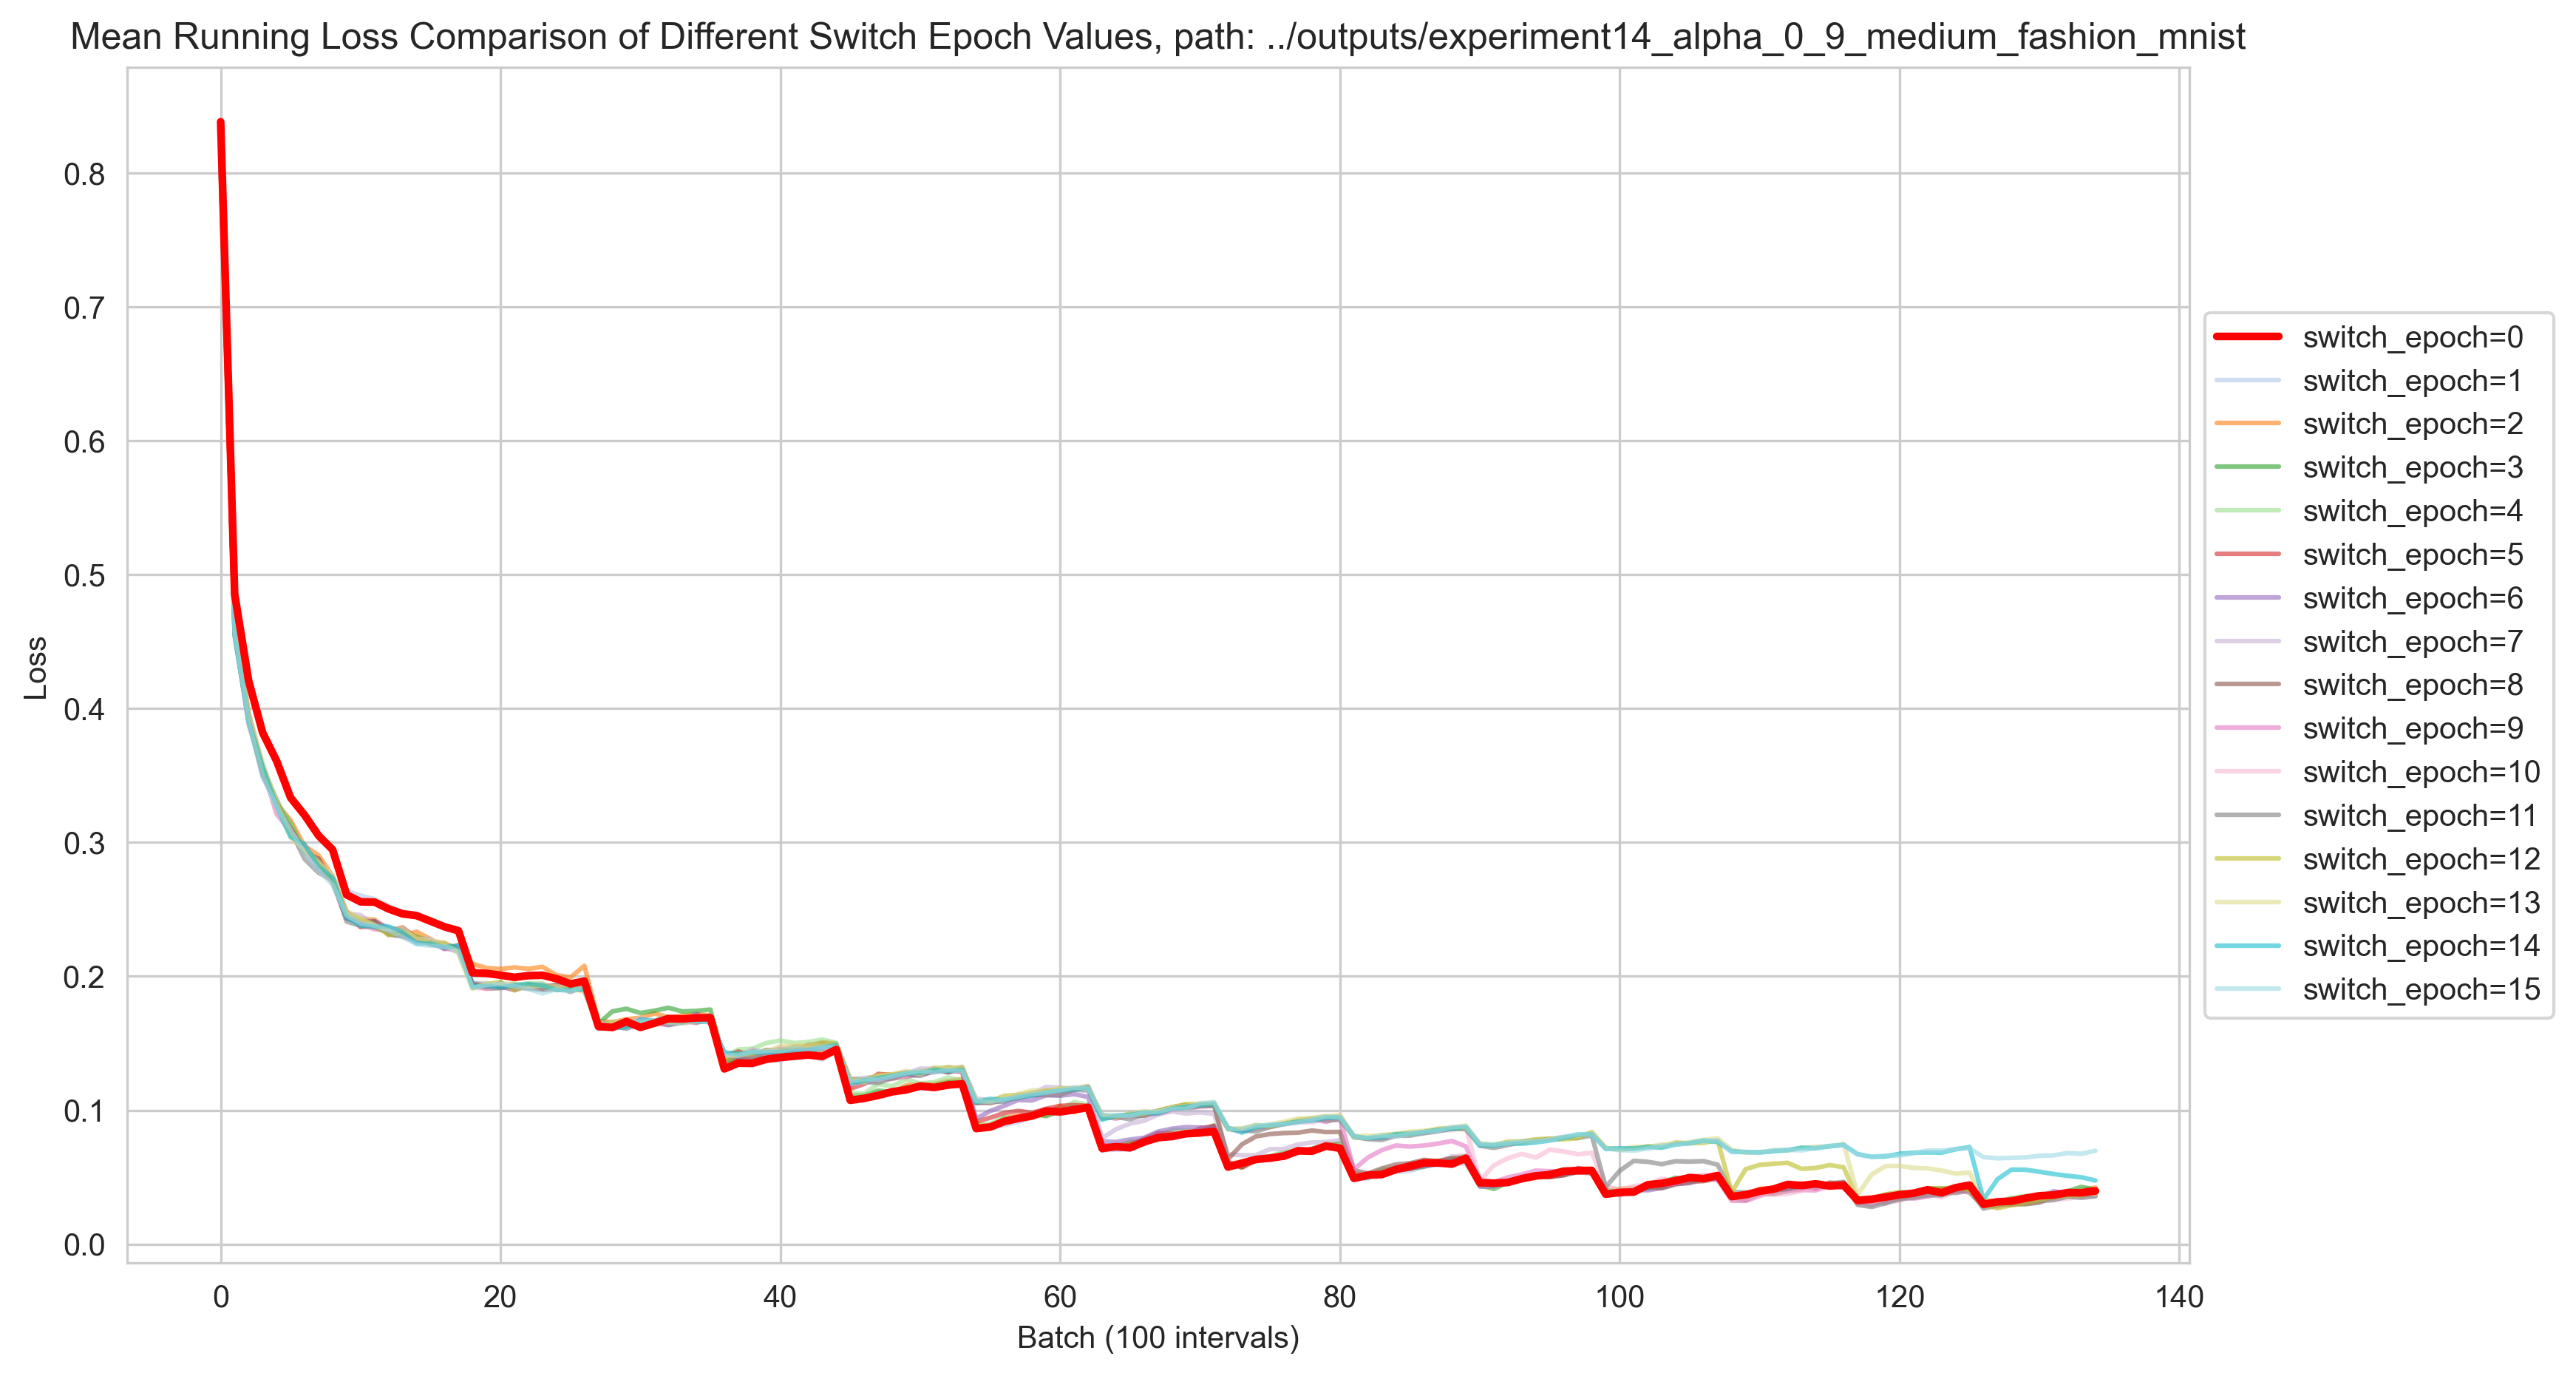 Mean Running Loss Comparison of Different Switch Epoch Values, path: ../outputs/experiment14_alpha_0_9_medium_fashion_mnist
Loss
0.8
0.7
0.6
0.5
0.4
0.3
0.2
0.1
0.0
0 20 40 60 80 100 120 140
Batch (100 intervals)
switch_epoch=0
switch_epoch=1
switch_epoch=2
switch_epoch=3
switch_epoch=4
switch_epoch=5
switch_epoch=6
switch_epoch=7
switch_epoch=8
switch_epoch=9
switch_epoch=10
switch_epoch=11
switch_epoch=12
switch_epoch=13
switch_epoch=14
switch_epoch=15